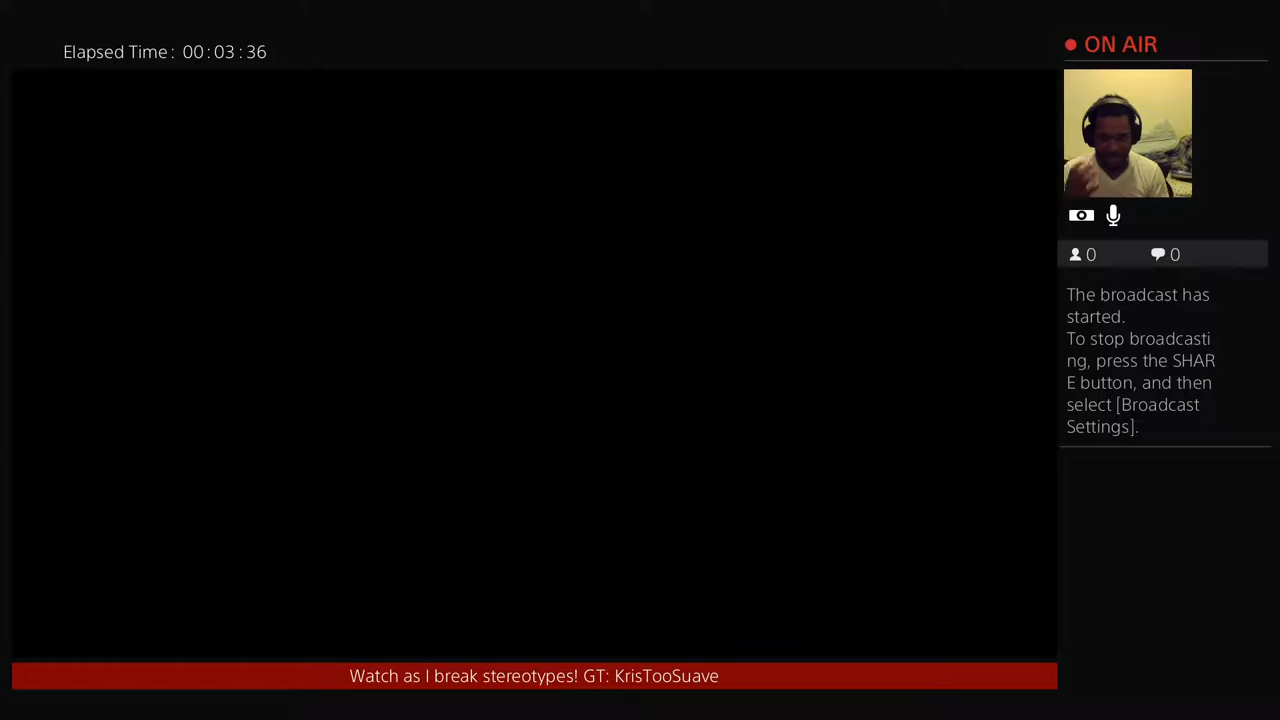 Elapsed Time: 00:03:36
ON AIR
0 0
The broadcast has
started.
To stop broadcasti
ng, press the SHAR
E button, and then
select [Broadcast
Settings].
Watch as I break stereotypes! GT: KrisTooSuave